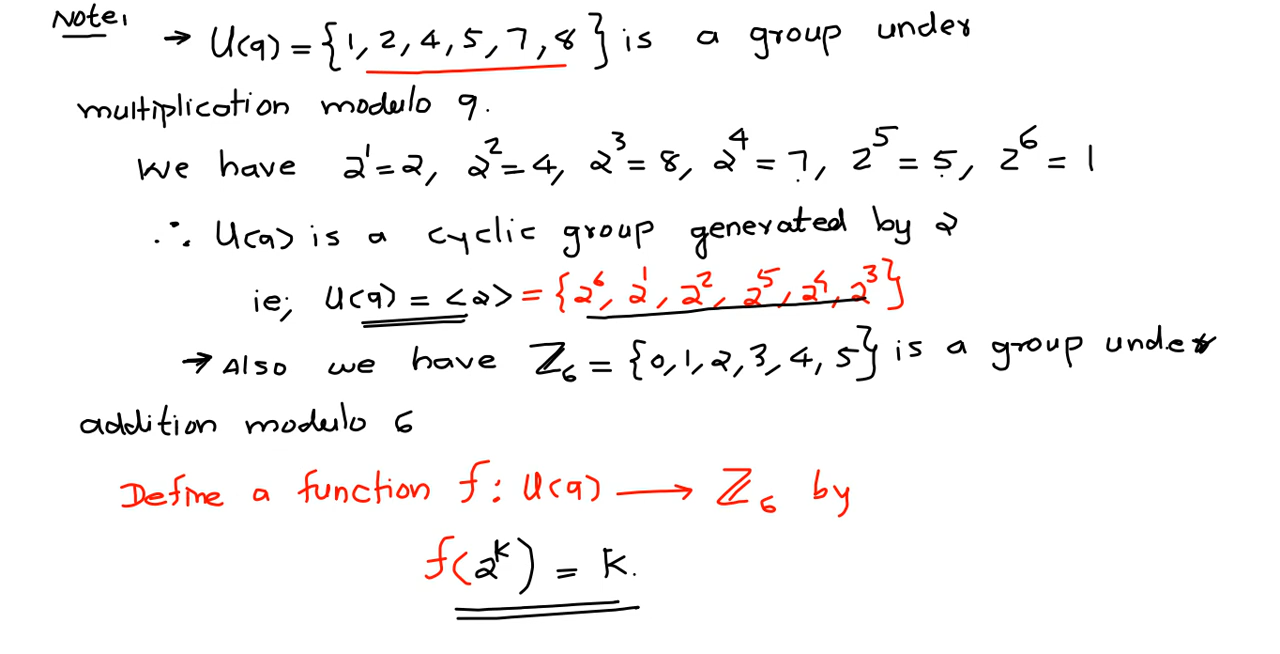 Note:
→ U(9) = {1, 2, 4, 5, 7, 8} is a group under
multiplication modulo 9.
We have 2¹=2, 2²=4, 2³=8, 2⁴=7, 2⁵=5, 2⁶=1
∴ U(9) is a cyclic group generated by 2
ie; U(9) = <2> = {2⁶, 2¹, 2², 2⁵, 2⁴, 2³}
→ Also we have ℤ₆ = {0, 1, 2, 3, 4, 5} is a group under
addition modulo 6
Define a function f: U(9) → ℤ₆ by
f(2ᵏ) = k.